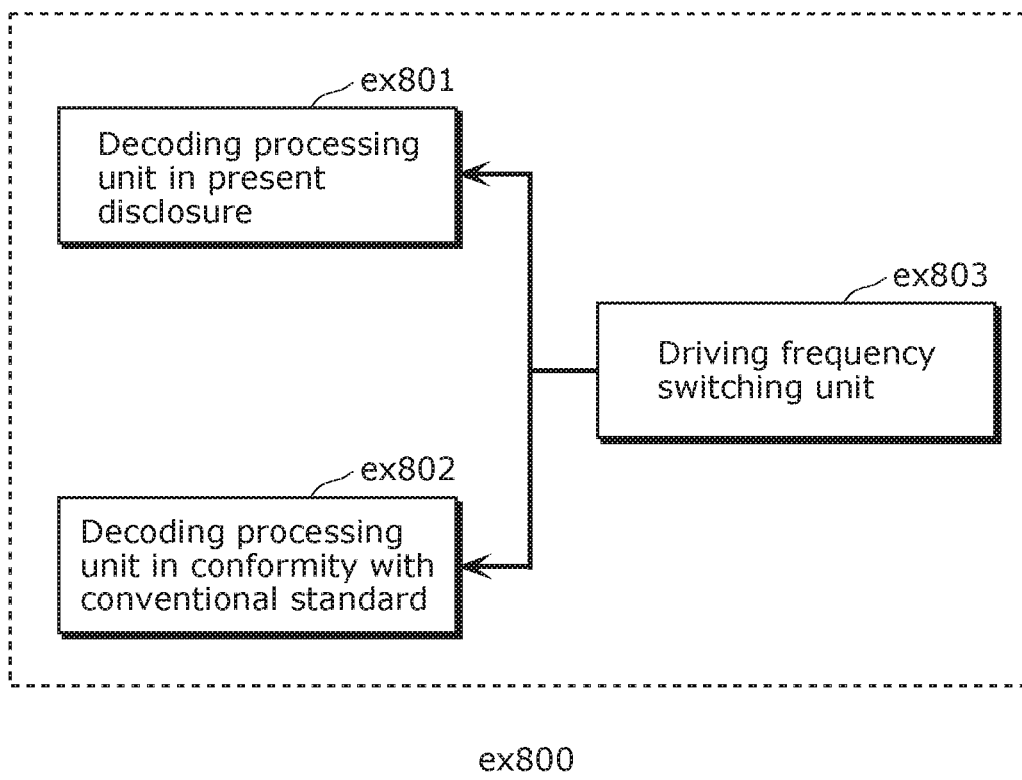 ex801
Decoding processing
unit in present
disclosure
ex803
Driving frequency
switching unit
ex802
Decoding processing
unit in conformity with
conventional standard
ex800